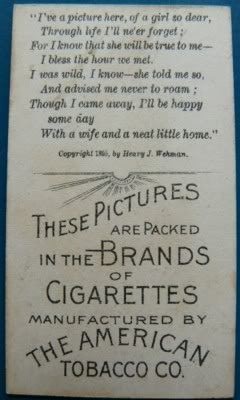 "I've a picture here, of a girl so dear,
Through life I'll ne'er forget;
For I know that she will be true to me—
I bless the hour we met.
I was wild, I know—she told me so,
And advised me never to roam;
Though I came away, I'll be happy
some day
With a wife and a neat little home."
Copyright 1895, by Henry J. Wehman.
THESE PICTURES
ARE PACKED
IN THE BRANDS
OF
CIGARETTES
MANUFACTURED BY
THE AMERICAN
TOBACCO CO.